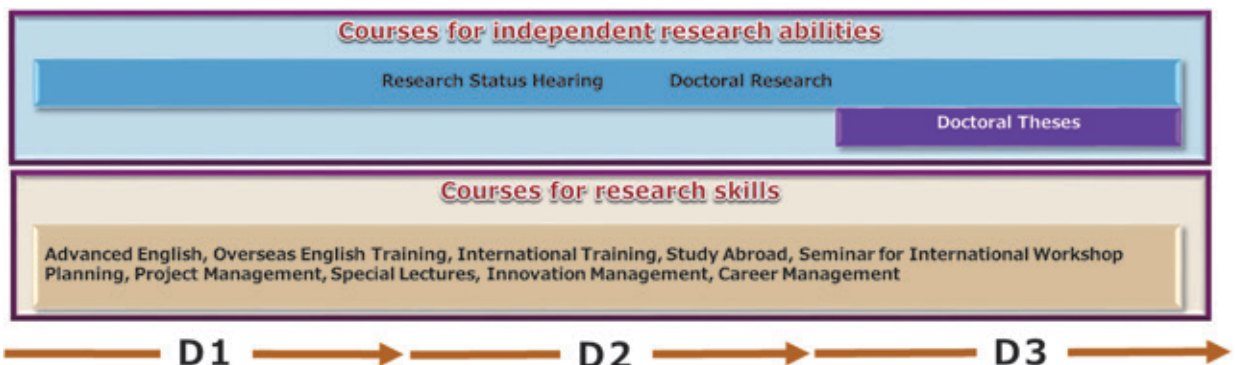 Courses for independent research abilities
Research Status Hearing Doctoral Research
Doctoral Theses
Courses for research skills
Advanced English, Overseas English Training, International Training, Study Abroad, Seminar for International Workshop
Planning, Project Management, Special Lectures, Innovation Management, Career Management
D1 D2 D3